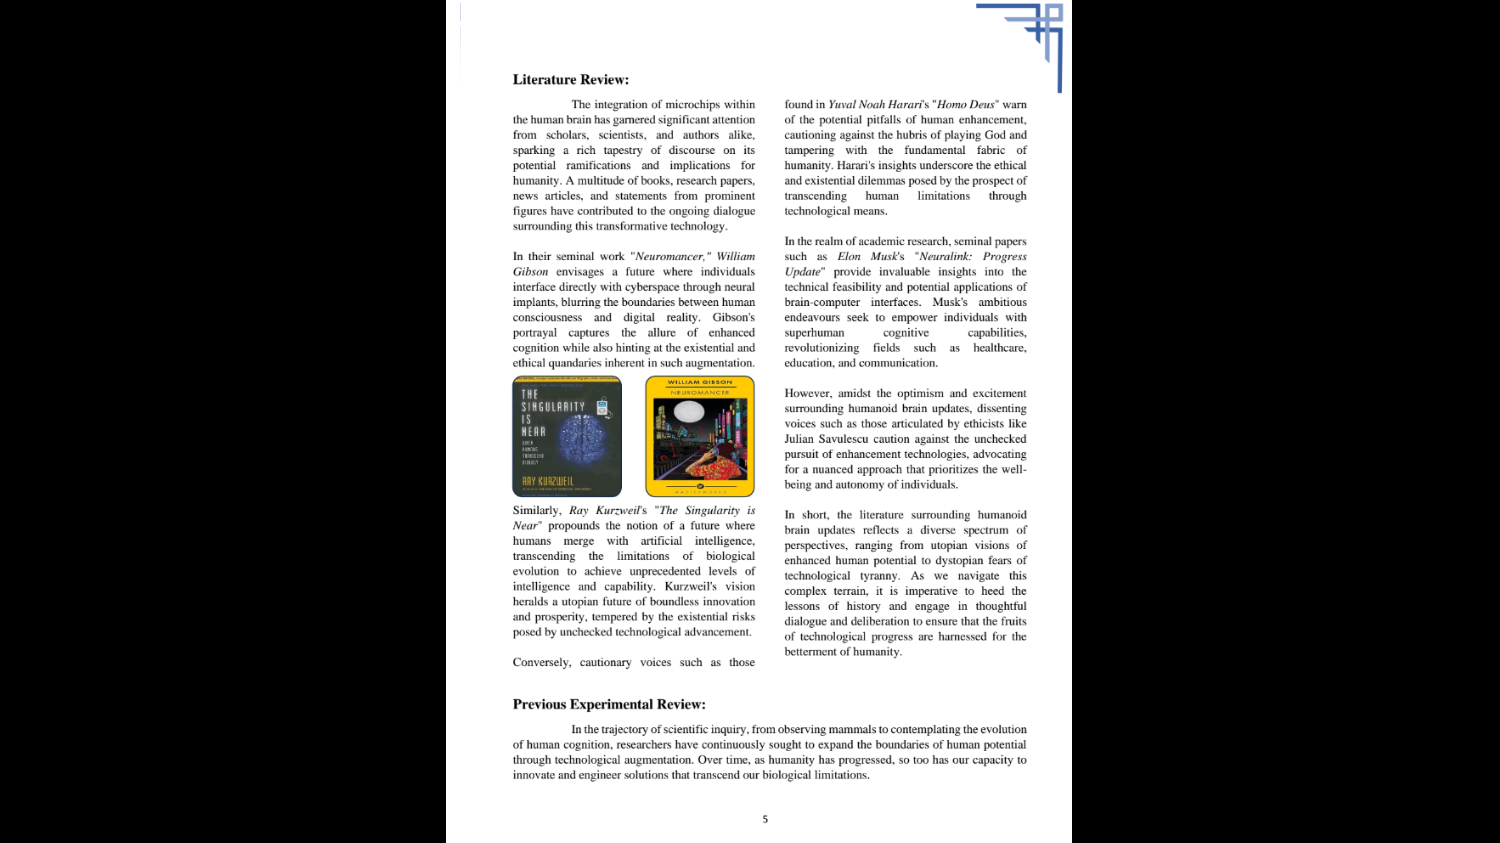 Literature Review:
The integration of microchips within
the human brain has garnered significant attention
from scholars, scientists, and authors alike,
sparking a rich tapestry of discourse on its
potential ramifications and implications for
humanity. A multitude of books, research papers,
news articles, and statements from prominent
figures have contributed to the ongoing dialogue
surrounding this transformative technology.
In their seminal work "Neuromancer," William
Gibson envisages a future where individuals
interface directly with cyberspace through neural
implants, blurring the boundaries between human
consciousness and digital reality. Gibson's
portrayal captures the allure of enhanced
cognition while also hinting at the existential and
ethical quandaries inherent in such augmentation.
THE
SINGULARITY
IS
NEAR
WHEN
HUMANS
TRANSCEND
BIOLOGY
RAY KURZWEIL
WILLIAM GIBSON
NEUROMANCER
MASTERWORKS
Similarly, Ray Kurzweil's "The Singularity is
Near" propounds the notion of a future where
humans merge with artificial intelligence,
transcending the limitations of biological
evolution to achieve unprecedented levels of
intelligence and capability. Kurzweil's vision
heralds a utopian future of boundless innovation
and prosperity, tempered by the existential risks
posed by unchecked technological advancement.
Conversely, cautionary voices such as those
found in Yuval Noah Harari's "Homo Deus" warn
of the potential pitfalls of human enhancement,
cautioning against the hubris of playing God and
tampering with the fundamental fabric of
humanity. Harari's insights underscore the ethical
and existential dilemmas posed by the prospect of
transcending human limitations through
technological means.
In the realm of academic research, seminal papers
such as Elon Musk's "Neuralink: Progress
Update" provide invaluable insights into the
technical feasibility and potential applications of
brain-computer interfaces. Musk's ambitious
endeavours seek to empower individuals with
superhuman cognitive capabilities,
revolutionizing fields such as healthcare,
education, and communication.
However, amidst the optimism and excitement
surrounding humanoid brain updates, dissenting
voices such as those articulated by ethicists like
Julian Savulescu caution against the unchecked
pursuit of enhancement technologies, advocating
for a nuanced approach that prioritizes the well-
being and autonomy of individuals.
In short, the literature surrounding humanoid
brain updates reflects a diverse spectrum of
perspectives, ranging from utopian visions of
enhanced human potential to dystopian fears of
technological tyranny. As we navigate this
complex terrain, it is imperative to heed the
lessons of history and engage in thoughtful
dialogue and deliberation to ensure that the fruits
of technological progress are harnessed for the
betterment of humanity.
Previous Experimental Review:
In the trajectory of scientific inquiry, from observing mammals to contemplating the evolution
of human cognition, researchers have continuously sought to expand the boundaries of human potential
through technological augmentation. Over time, as humanity has progressed, so too has our capacity to
innovate and engineer solutions that transcend our biological limitations.
5